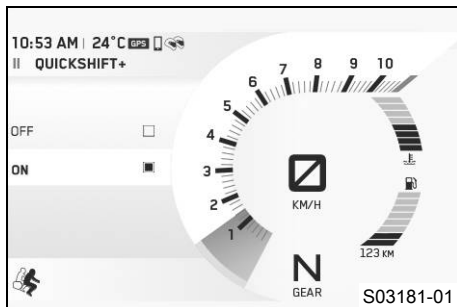 10:53 AM | 24°C GPS
II QUICKSHIFT+
OFF
ON
1
2
3
4
5
6
7
8
9
10
0
KM/H
123 KM
N
GEAR
S03181-01